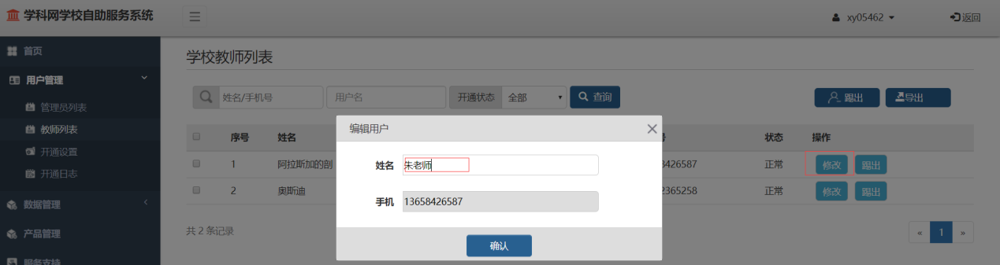 学科网学校自助服务系统
xy05462
返回
首页
学校教师列表
用户管理
姓名/手机号
用户名
开通状态
全部
查询
踢出
导出
管理员列表
教师列表
开通设置
开通日志
数据管理
产品管理
服务支持
序号
姓名
号
状态
操作
1
阿拉斯加的剖
8426587
正常
修改
踢出
2
奥斯迪
2365258
正常
修改
踢出
共 2 条记录
«
1
»
编辑用户
姓名
朱老师
手机
13658426587
确认